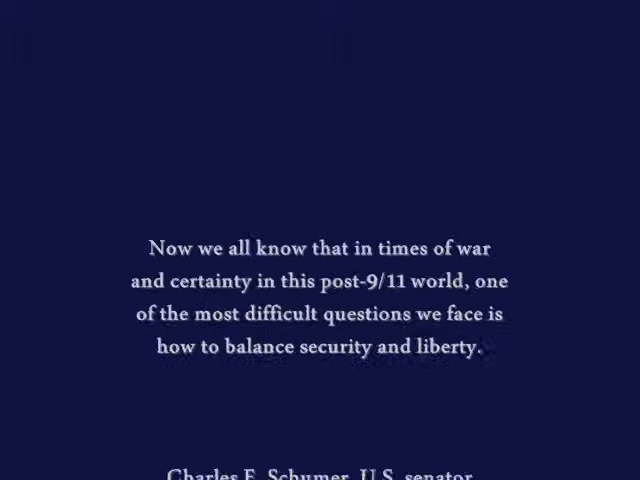 Now we all know that in times of war
and certainty in this post-9/11 world, one
of the most difficult questions we face is
how to balance security and liberty.
Charles E. Schumer, U.S. senator